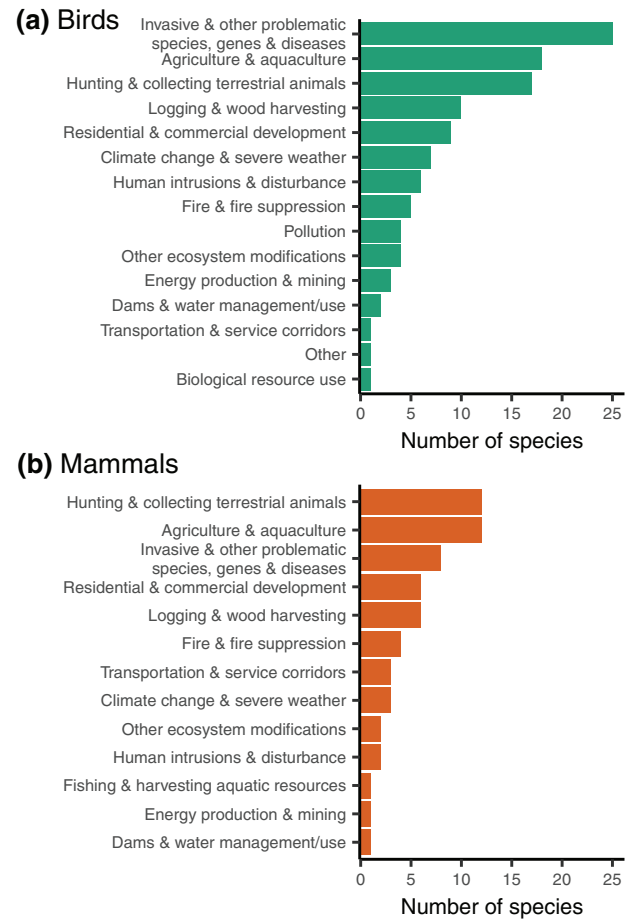 (a) Birds
Invasive & other problematic
species, genes & diseases
Agriculture & aquaculture
Hunting & collecting terrestrial animals
Logging & wood harvesting
Residential & commercial development
Climate change & severe weather
Human intrusions & disturbance
Fire & fire suppression
Pollution
Other ecosystem modifications
Energy production & mining
Dams & water management/use
Transportation & service corridors
Other
Biological resource use
0 5 10 15 20 25
Number of species
(b) Mammals
Hunting & collecting terrestrial animals
Agriculture & aquaculture
Invasive & other problematic
species, genes & diseases
Residential & commercial development
Logging & wood harvesting
Fire & fire suppression
Transportation & service corridors
Climate change & severe weather
Other ecosystem modifications
Human intrusions & disturbance
Fishing & harvesting aquatic resources
Energy production & mining
Dams & water management/use
0 5 10 15 20 25
Number of species